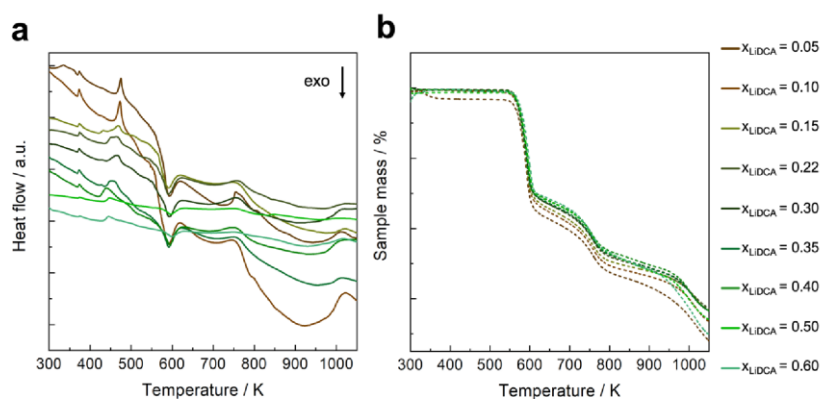 a
exo
Heat flow / a.u.
300 400 500 600 700 800 900 1000
Temperature / K
b
Sample mass / %
300 400 500 600 700 800 900 1000
Temperature / K
xLiDCA = 0.05
xLiDCA = 0.10
xLiDCA = 0.15
xLiDCA = 0.22
xLiDCA = 0.30
xLiDCA = 0.35
xLiDCA = 0.40
xLiDCA = 0.50
xLiDCA = 0.60